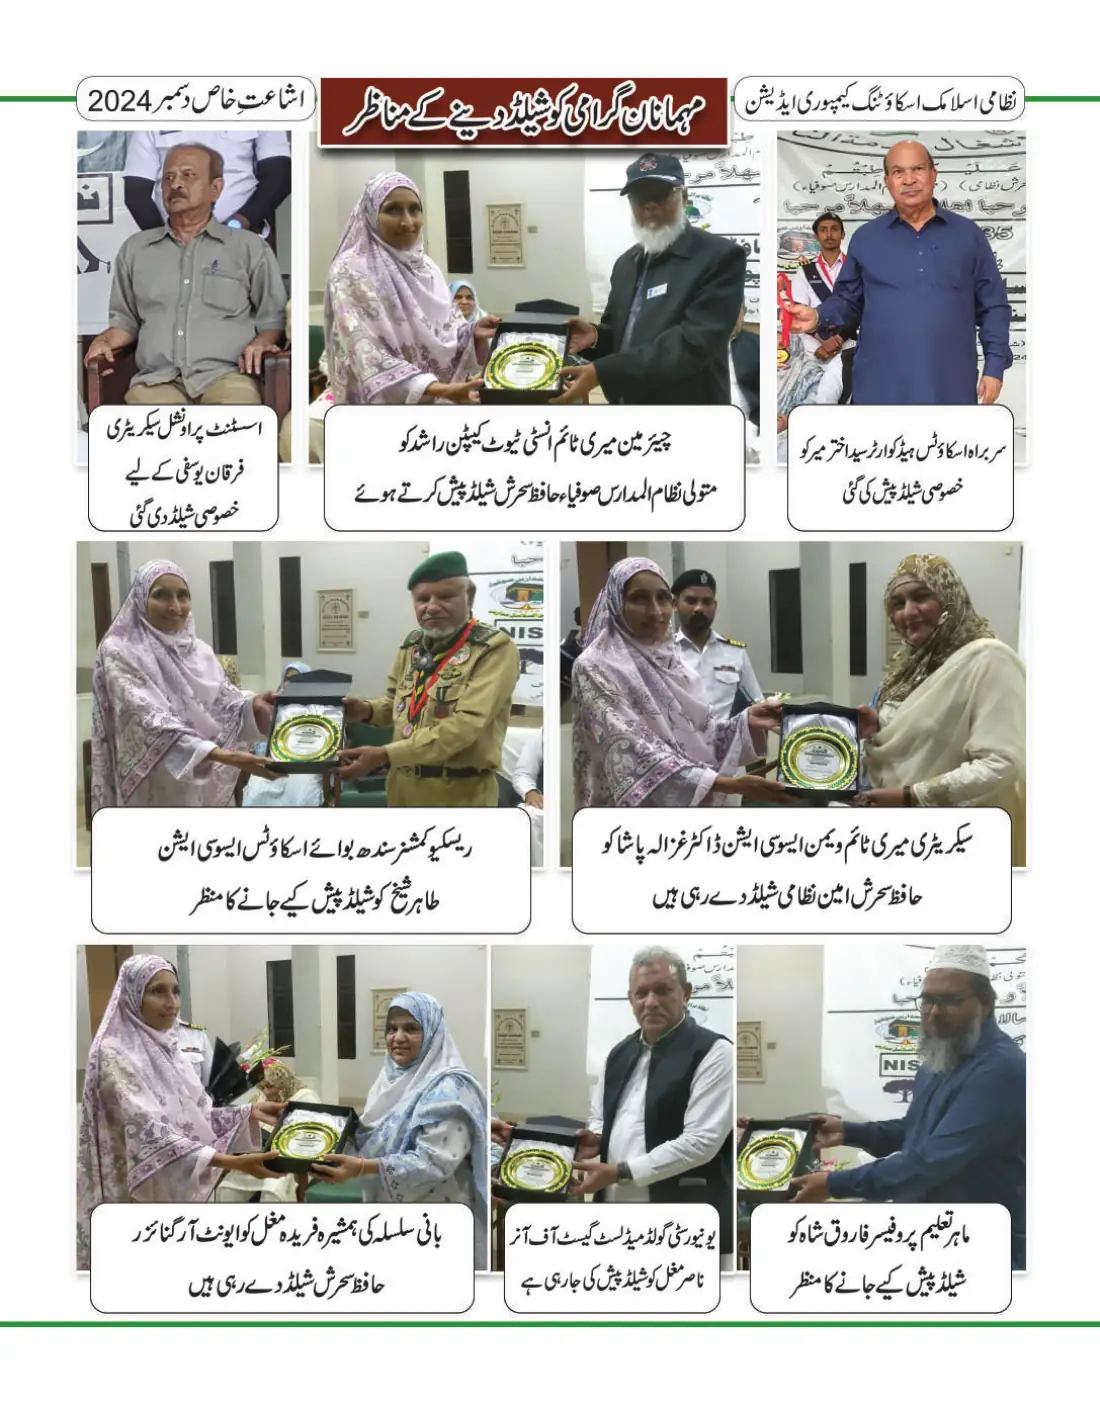 نظامی اسلامک اسکاؤٹنگ کیمپوری ایڈیشن
مہمانان گرامی کو شیلڈ دینے کے مناظر
اشاعتِ خاص دسمبر 2024
سربراہ اسکاؤٹس ہیڈ کوارٹر سید اختر میر کو
خصوصی شیلڈ پیش کی گئی
چیئرمین میری ٹائم انسٹی ٹیوٹ کیپٹن راشد کو
متولی نظام المدارس صوفیاء حافظ سحرش شیلڈ پیش کرتے ہوئے
اسسٹنٹ پراونشل سیکریٹری
فرقان یوسفی کے لیے
خصوصی شیلڈ دی گئی
NIS
سیکریٹری میری ٹائم ویمن ایسوسی ایشن ڈاکٹر غزالہ پاشا کو
حافظ سحرش امین نظامی شیلڈ دے رہی ہیں
ریسکیو کمشنر سندھ بوائے اسکاؤٹس ایسوسی ایشن
طاہر شیخ کو شیلڈ پیش کیے جانے کا منظر
NIS
ماہر تعلیم پروفیسر فاروق شاہ کو
شیلڈ پیش کیے جانے کا منظر
یونیورسٹی گولڈ میڈلسٹ گیسٹ آف آنر
ناصر مغل کو شیلڈ پیش کی جا رہی ہے
بانی سلسلہ کی ہمشیرہ فریدہ مغل کو ایونٹ آرگنائزر
حافظ سحرش شیلڈ دے رہی ہیں